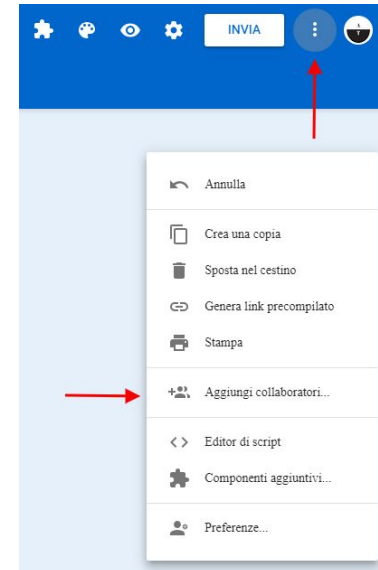 INVIA
Annulla
Crea una copia
Sposta nel cestino
Genera link precompilato
Stampa
Aggiungi collaboratori...
Editor di script
Componenti aggiuntivi...
Preferenze...